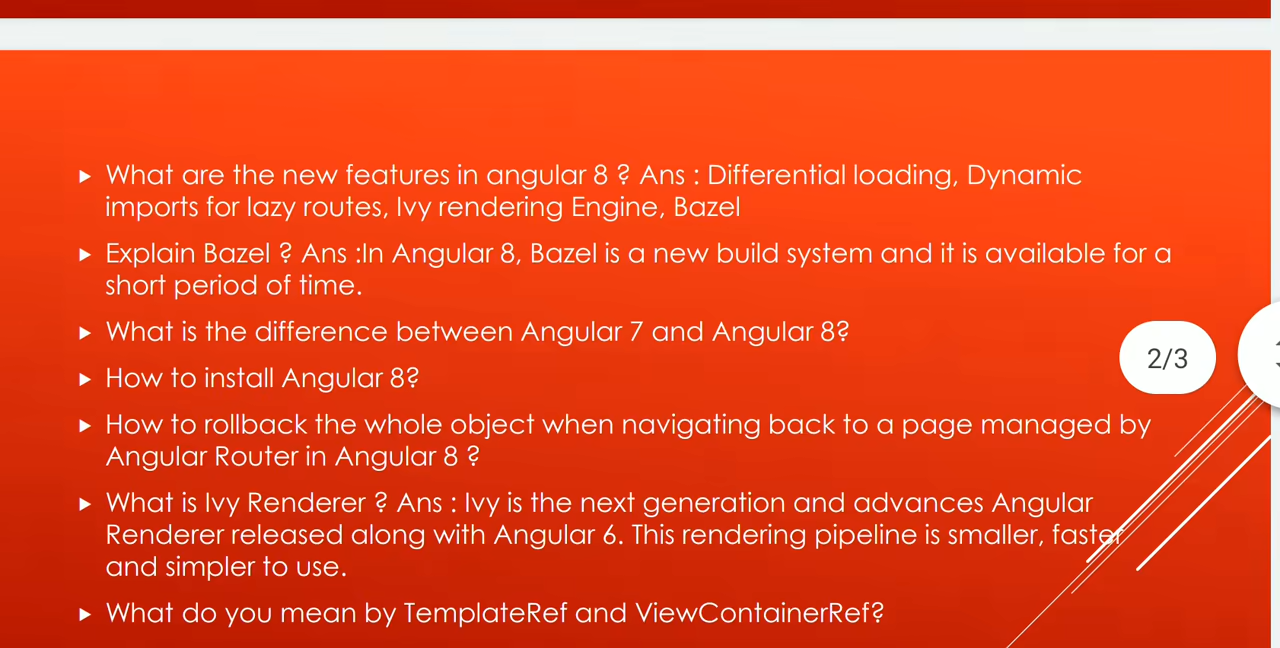 What are the new features in angular 8 ? Ans : Differential loading, Dynamic
imports for lazy routes, Ivy rendering Engine, Bazel
Explain Bazel ? Ans :In Angular 8, Bazel is a new build system and it is available for a
short period of time.
What is the difference between Angular 7 and Angular 8?
How to install Angular 8?
2/3
How to rollback the whole object when navigating back to a page managed by
Angular Router in Angular 8 ?
What is Ivy Renderer ? Ans : Ivy is the next generation and advances Angular
Renderer released along with Angular 6. This rendering pipeline is smaller, faster
and simpler to use.
What do you mean by TemplateRef and ViewContainerRef?